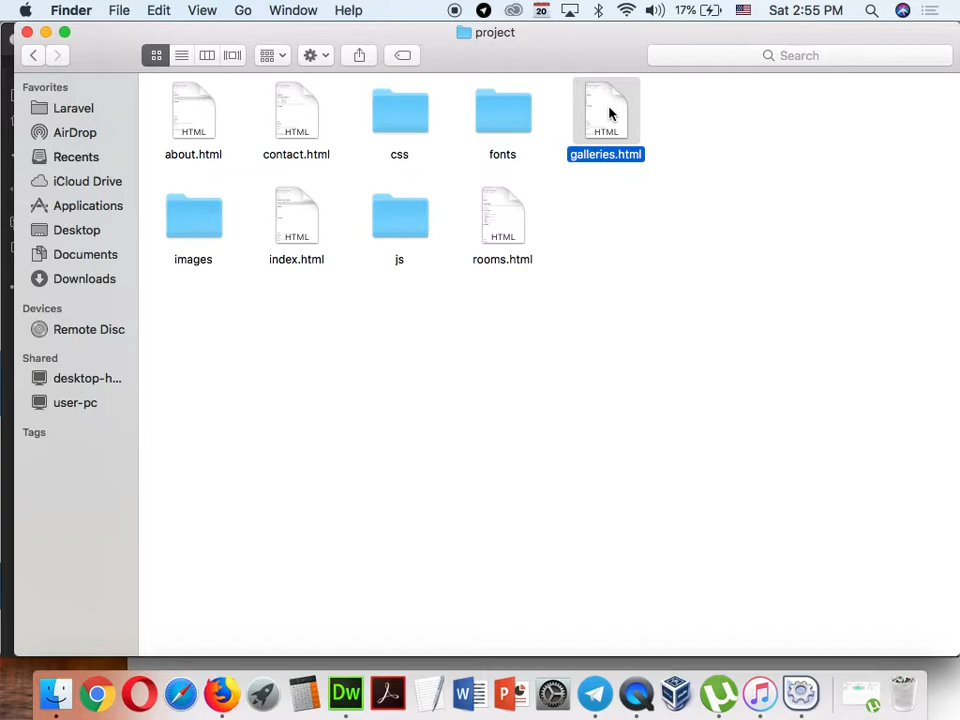 Finder File Edit View Go Window Help 20 17% Sat 2:55 PM
project
Search
Favorites
Laravel
AirDrop
Recents
iCloud Drive
Applications
Desktop
Documents
Downloads
Devices
Remote Disc
Shared
desktop-h...
user-pc
Tags
HTML HTML HTML
about.html contact.html css fonts galleries.html
HTML HTML
images index.html js rooms.html
Dw W P